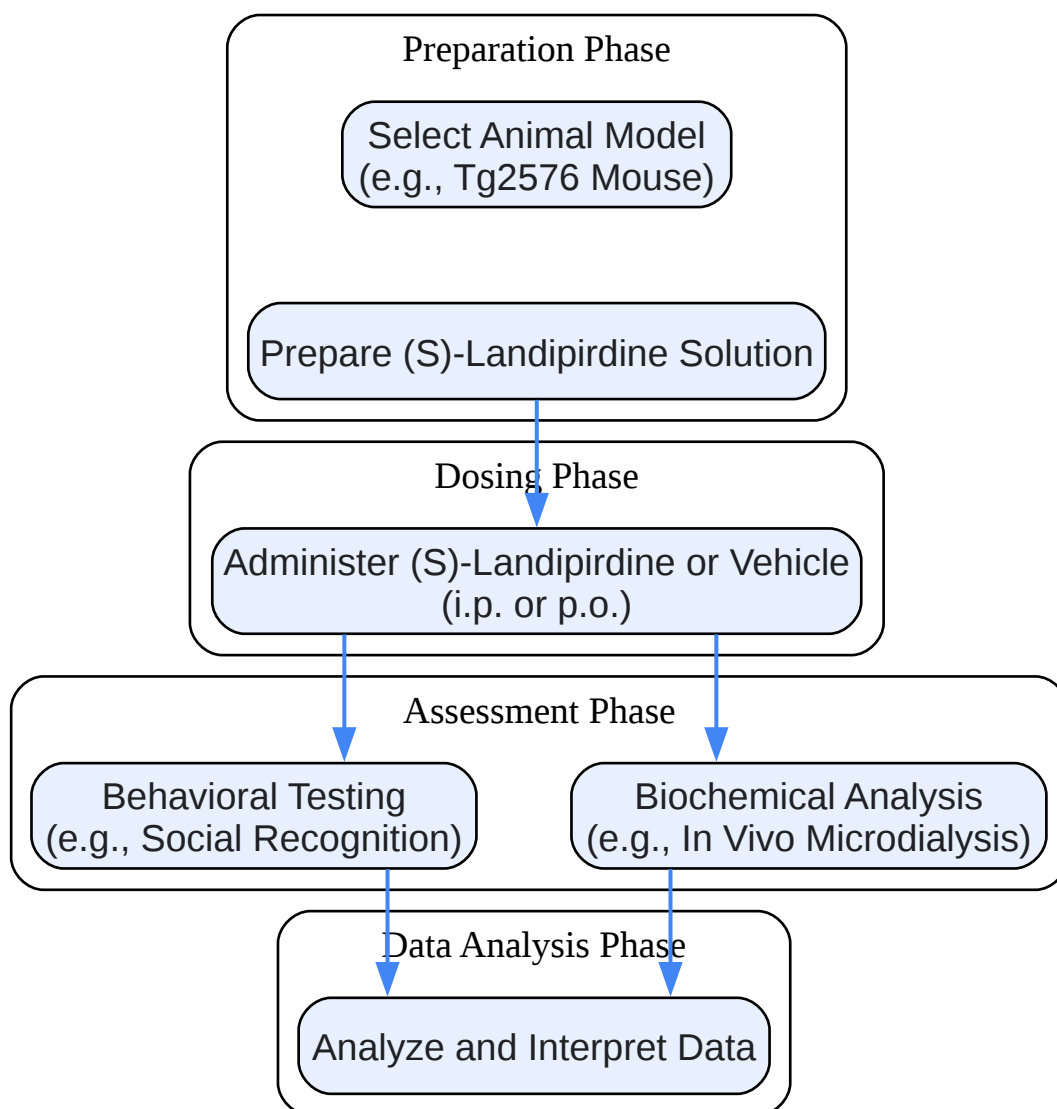 Preparation Phase
Select Animal Model
(e.g., Tg2576 Mouse)
Prepare (S)-Landipirdine Solution
Dosing Phase
Administer (S)-Landipirdine or Vehicle
(i.p. or p.o.)
Assessment Phase
Behavioral Testing
(e.g., Social Recognition)
Biochemical Analysis
(e.g., In Vivo Microdialysis)
Data Analysis Phase
Analyze and Interpret Data